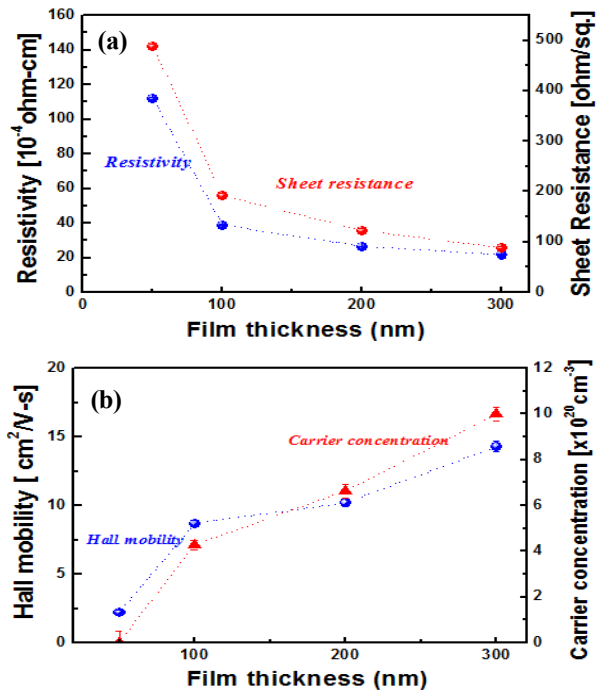 (a)
160
140
120
100
80
60
40
20
0
Resistivity [10⁻⁴ ohm-cm]
500
400
300
200
100
0
Sheet Resistance [ohm/sq.]
Resistivity
Sheet resistance
0 100 200 300
Film thickness (nm)
(b)
20
15
10
5
0
Hall mobility [ cm²/V-s]
12
10
8
6
4
2
0
Carrier concentration [x10²⁰ cm⁻³]
Carrier concentration
Hall mobility
100 200 300
Film thickness (nm)